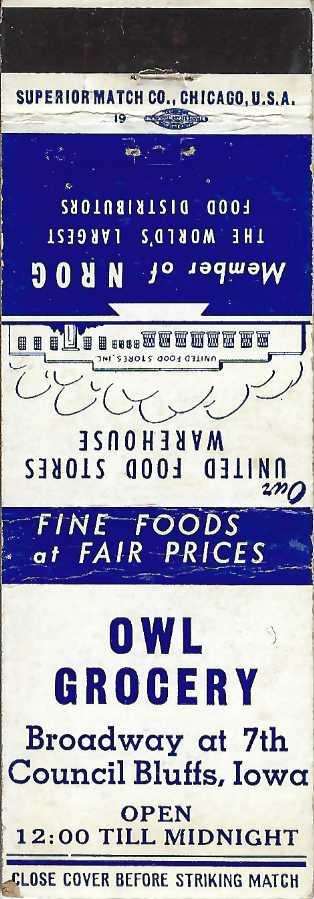 SUPERIOR MATCH CO., CHICAGO, U.S.A.
19
Our
UNITED FOOD STORES
WAREHOUSE
UNITED FOOD STORES, INC.
Member of NROG
THE WORLD'S LARGEST
FOOD DISTRIBUTORS
FINE FOODS
at FAIR PRICES
OWL
GROCERY
Broadway at 7th
Council Bluffs, Iowa
OPEN
12:00 TILL MIDNIGHT
CLOSE COVER BEFORE STRIKING MATCH